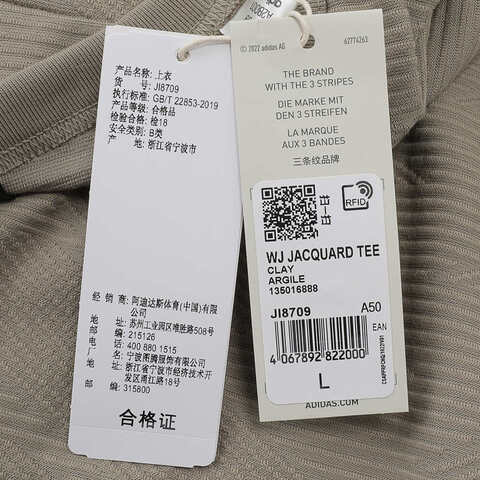 产品名称: 上衣
货 号: JI8709
执行标准: GB/T 22853-2019
产品等级: 合格品
检验合格: 检18
安全类别: B类
产 地: 浙江省宁波市
经 销 商: 阿迪达斯体育(中国)有限
公司
地址: 苏州工业园区唯胜路508号
邮编: 215126
电话: 400 880 1515
厂名: 宁波图腾服饰有限公司
地址: 浙江省宁波市经济技术开
发区甬红路18号
邮编: 315800
合格证
© 2022 adidas AG
62774263
THE BRAND
WITH THE 3 STRIPES
DIE MARKE MIT
DEN 3 STREIFEN
LA MARQUE
AUX 3 BANDES
三条纹品牌
RFID
WJ JACQUARD TEE
CLAY
ARGILE
135016888
JI8709 A50
EAN
4 067892 822000
L
ADIDAS.COM